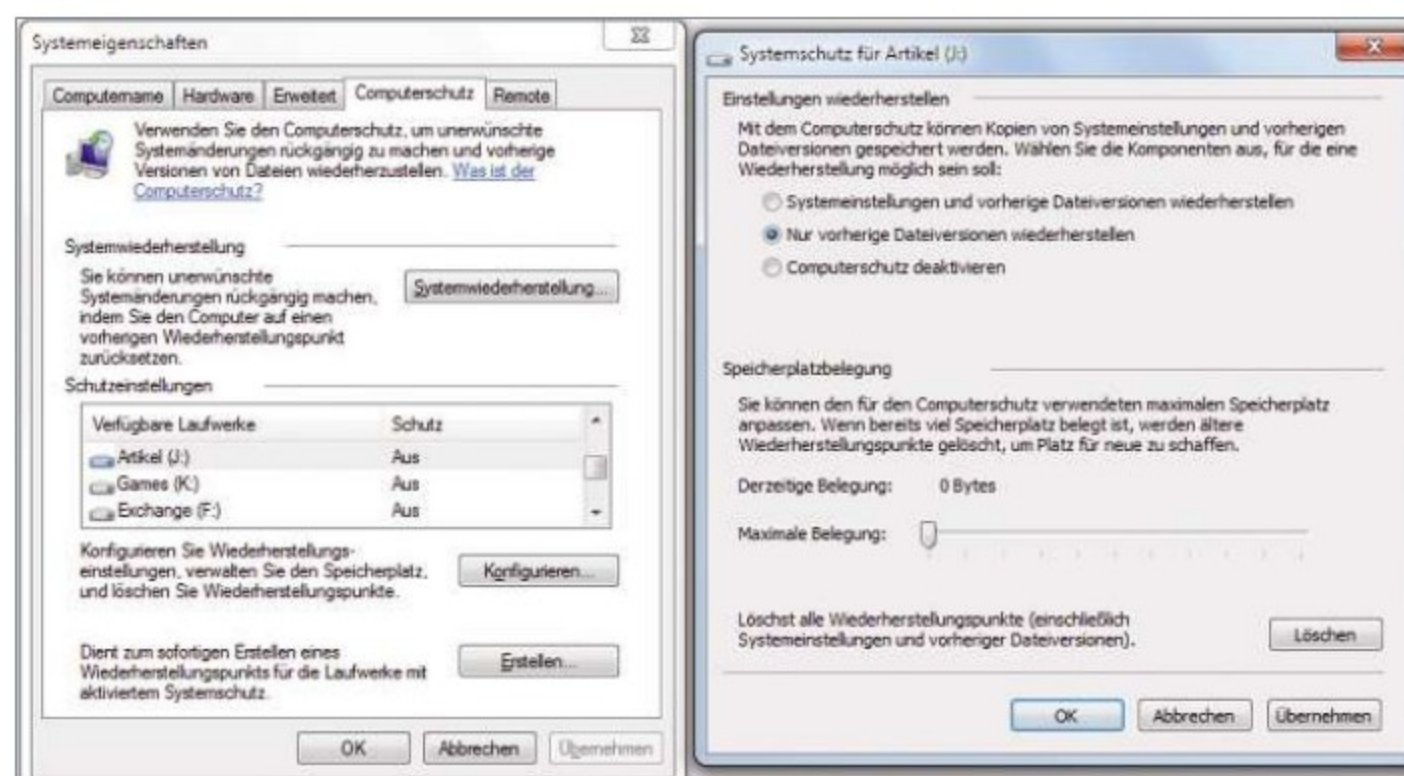 Systemeigenschaften
Computername Hardware Erweitert Computerschutz Remote
Verwenden Sie den Computerschutz, um unerwünschte
Systemänderungen rückgängig zu machen und vorherige
Versionen von Dateien wiederherzustellen. Was ist der
Computerschutz?
Systemwiederherstellung
Sie können unerwünschte
Systemänderungen rückgängig machen,
indem Sie den Computer auf einen
vorherigen Wiederherstellungspunkt
zurücksetzen.
Systemwiederherstellung...
Schutzeinstellungen
Verfügbare Laufwerke Schutz
Artikel (J:) Aus
Games (K:) Aus
Exchange (F:) Aus
Konfigurieren Sie Wiederherstellungs-
einstellungen, verwalten Sie den Speicherplatz,
und löschen Sie Wiederherstellungspunkte.
Konfigurieren...
Dient zum sofortigen Erstellen eines
Wiederherstellungspunkts für die Laufwerke mit
aktiviertem Systemschutz.
Erstellen...
OK Abbrechen Übernehmen
Systemschutz für Artikel (J:)
Einstellungen wiederherstellen
Mit dem Computerschutz können Kopien von Systemeinstellungen und vorherigen
Dateiversionen gespeichert werden. Wählen Sie die Komponenten aus, für die eine
Wiederherstellung möglich sein soll:
Systemeinstellungen und vorherige Dateiversionen wiederherstellen
Nur vorherige Dateiversionen wiederherstellen
Computerschutz deaktivieren
Speicherplatzbelegung
Sie können den für den Computerschutz verwendeten maximalen Speicherplatz
anpassen. Wenn bereits viel Speicherplatz belegt ist, werden ältere
Wiederherstellungspunkte gelöscht, um Platz für neue zu schaffen.
Derzeitige Belegung: 0 Bytes
Maximale Belegung:
Löschst alle Wiederherstellungspunkte (einschließlich
Systemeinstellungen und vorheriger Dateiversionen).
Löschen
OK Abbrechen Übernehmen